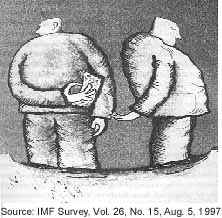 Source: IMF Survey, Vol. 26, No. 15, Aug. 5, 1997